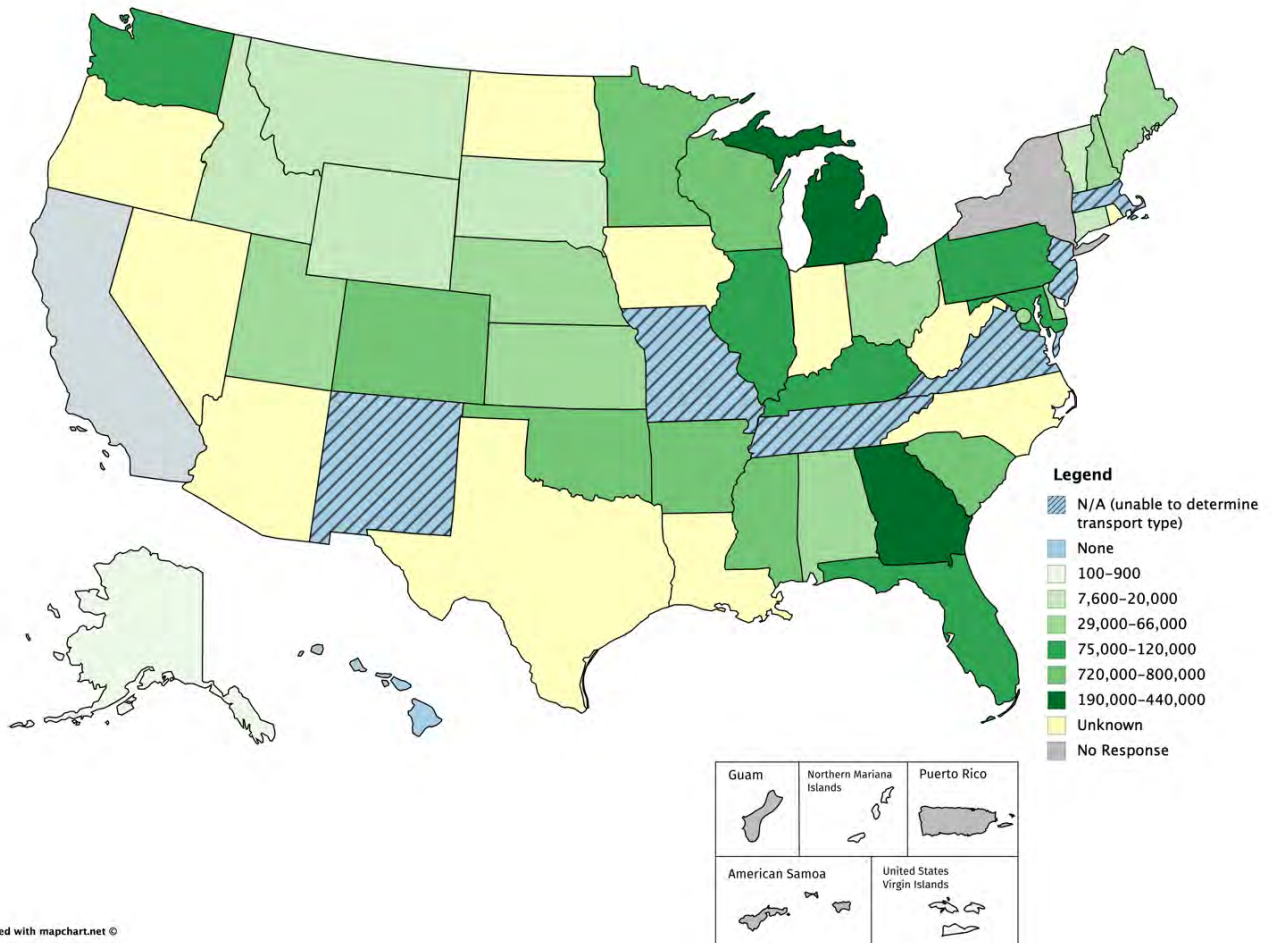 Legend
N/A (unable to determine
transport type)
None
100–900
7,600–20,000
29,000–66,000
75,000–120,000
720,000–800,000
190,000–440,000
Unknown
No Response
Guam
Northern Mariana
Islands
Puerto Rico
American Samoa
United States
Virgin Islands
ed with mapchart.net ©